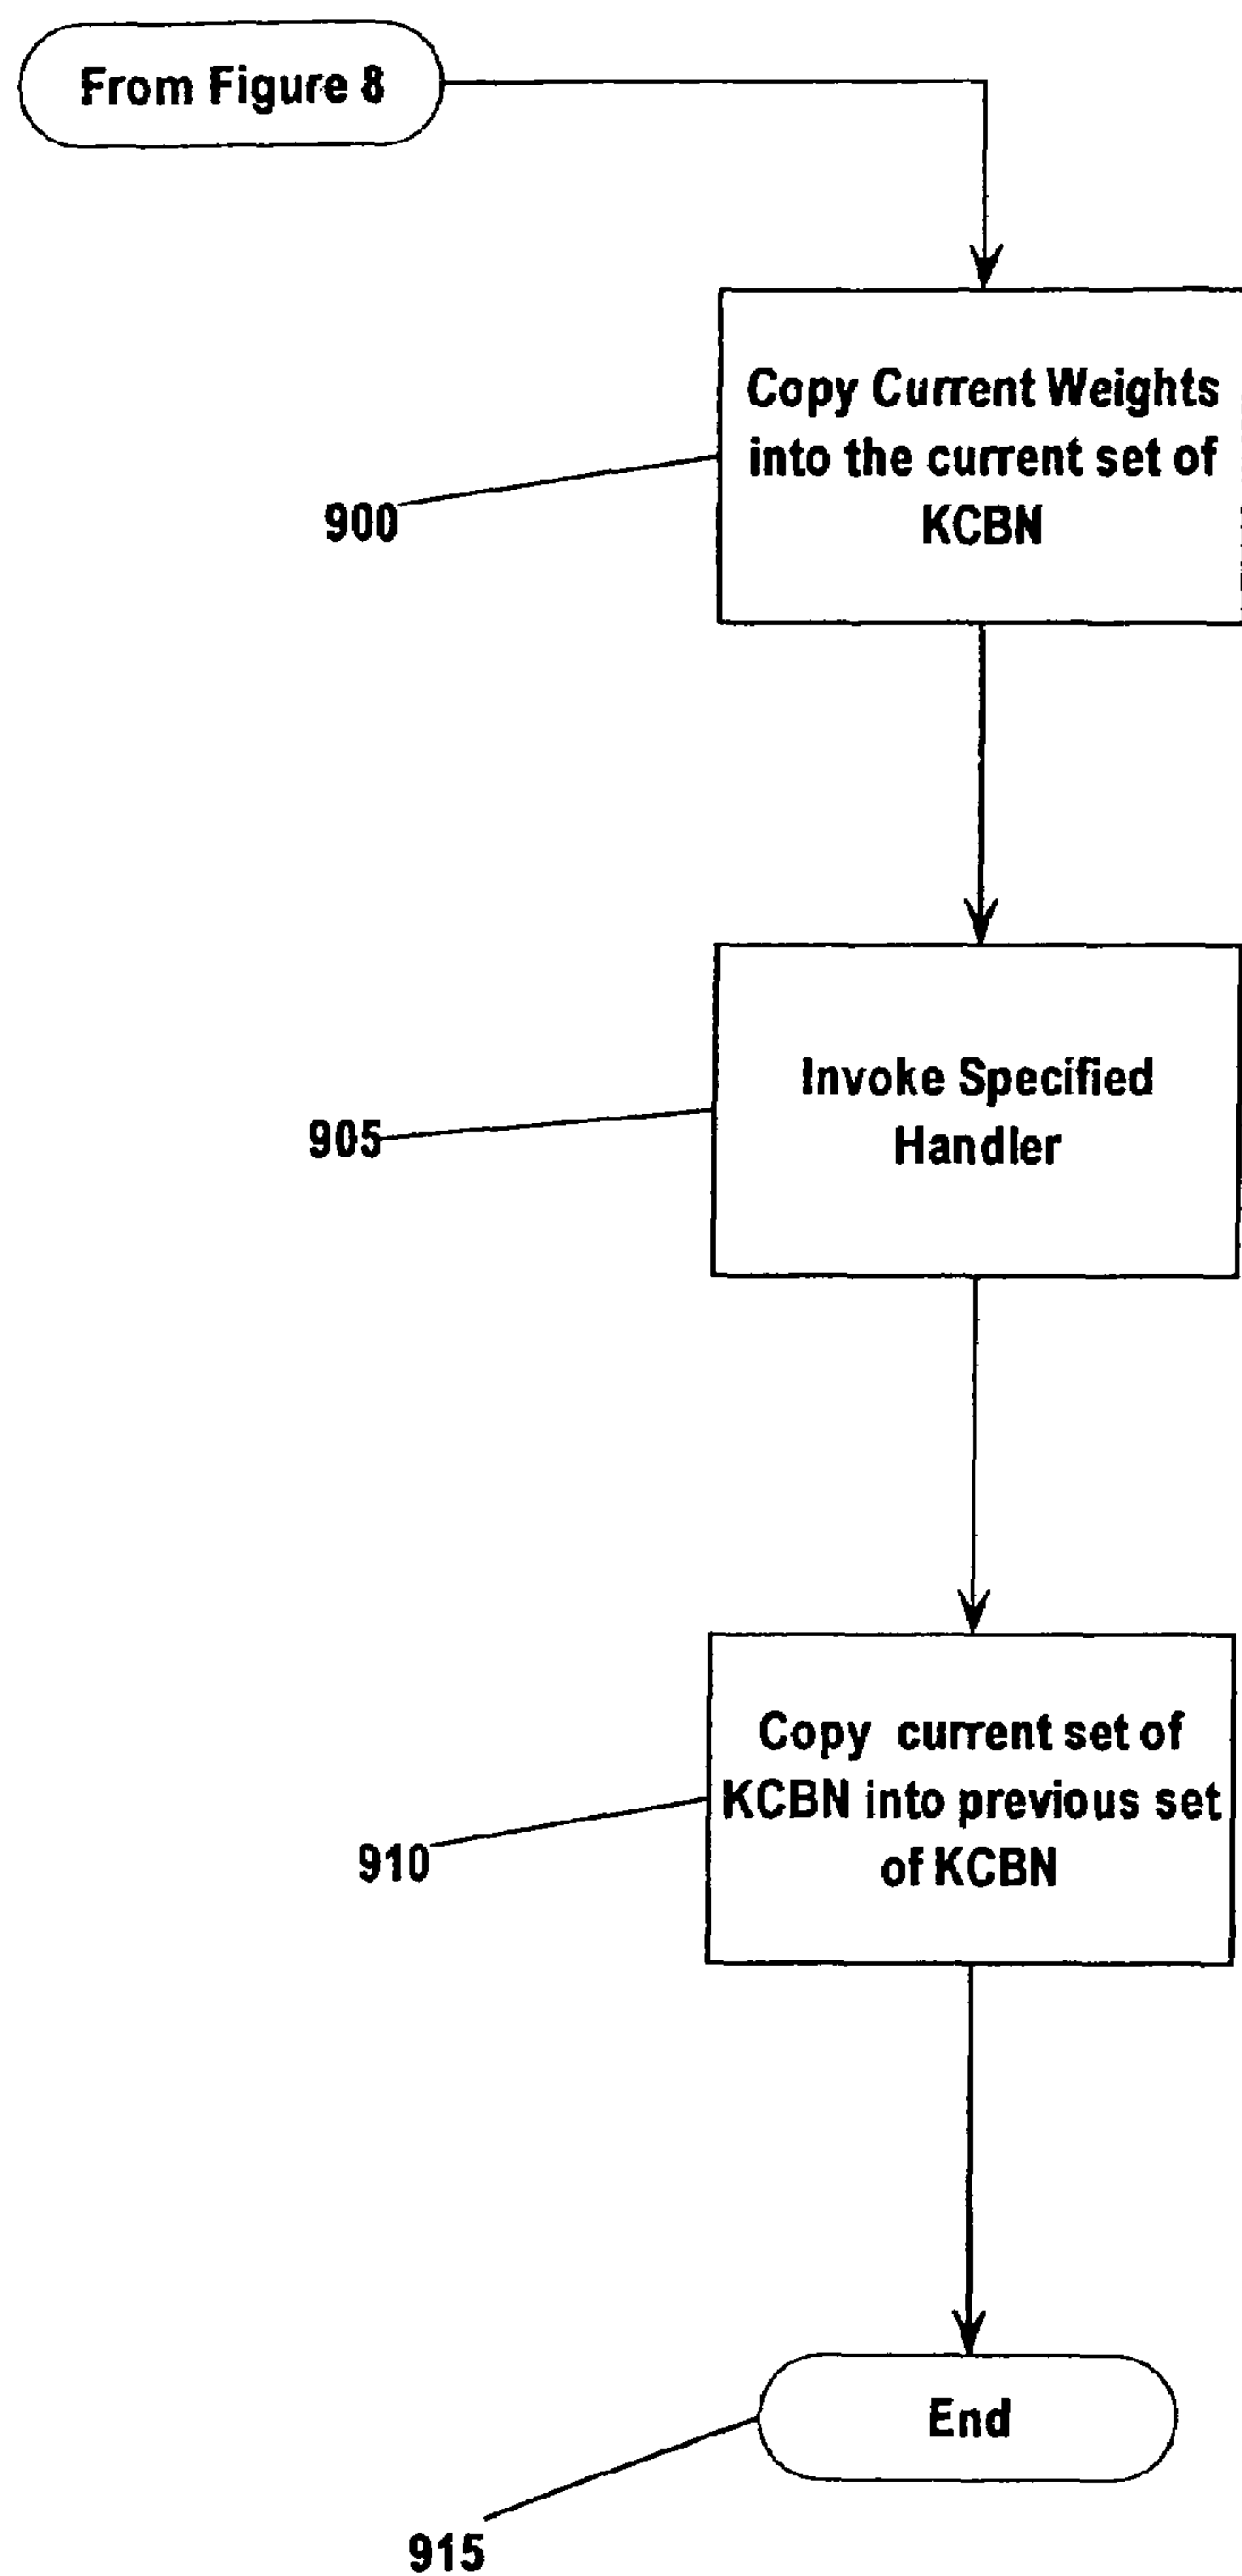 From Figure 8
Copy Current Weights
into the current set of
KCBN
900
Invoke Specified
Handler
905
Copy current set of
KCBN into previous set
of KCBN
910
End
915